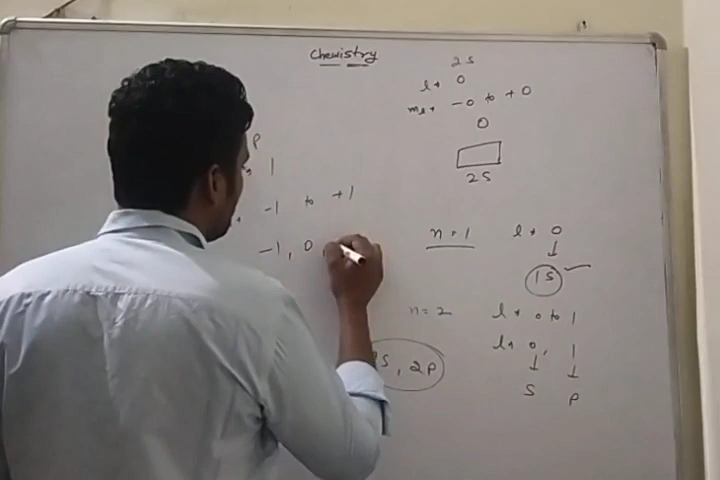 Chemistry
2s
l → 0
mℓ → -0 to +0
0
2s
P
1
-1 to +1
-1, 0
n = 1 l → 0
↓
1s
n = 2 l → 0 to 1
l → 0, 1
↓ ↓
s p
s, 2p